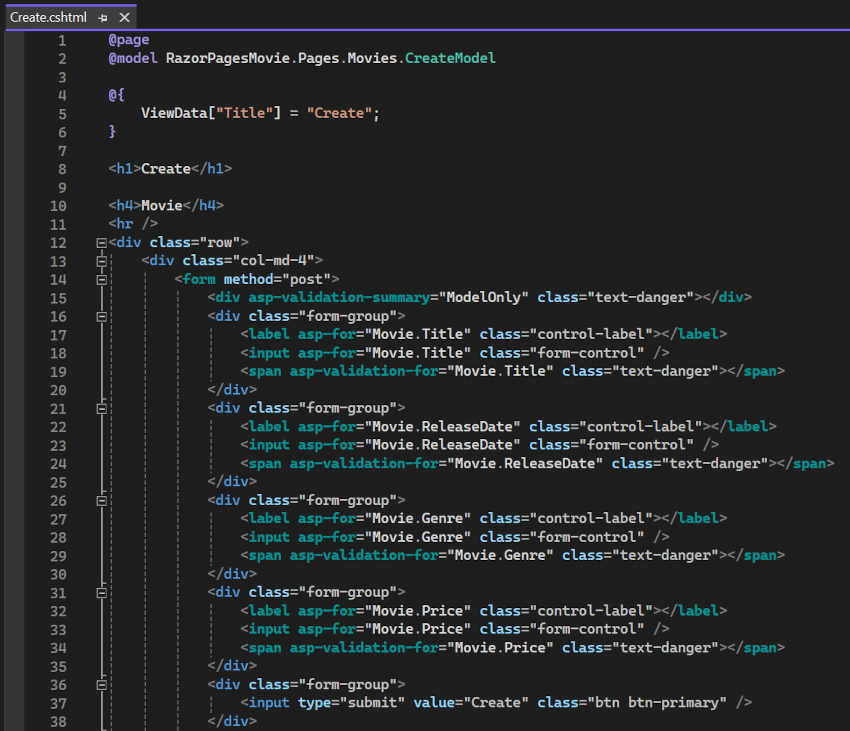 Create.cshtml
1 @page
2 @model RazorPagesMovie.Pages.Movies.CreateModel
3
4 @{
5     ViewData["Title"] = "Create";
6 }
7
8 <h1>Create</h1>
9
10 <h4>Movie</h4>
11 <hr />
12 <div class="row">
13     <div class="col-md-4">
14         <form method="post">
15             <div asp-validation-summary="ModelOnly" class="text-danger"></div>
16             <div class="form-group">
17                 <label asp-for="Movie.Title" class="control-label"></label>
18                 <input asp-for="Movie.Title" class="form-control" />
19                 <span asp-validation-for="Movie.Title" class="text-danger"></span>
20             </div>
21             <div class="form-group">
22                 <label asp-for="Movie.ReleaseDate" class="control-label"></label>
23                 <input asp-for="Movie.ReleaseDate" class="form-control" />
24                 <span asp-validation-for="Movie.ReleaseDate" class="text-danger"></span>
25             </div>
26             <div class="form-group">
27                 <label asp-for="Movie.Genre" class="control-label"></label>
28                 <input asp-for="Movie.Genre" class="form-control" />
29                 <span asp-validation-for="Movie.Genre" class="text-danger"></span>
30             </div>
31             <div class="form-group">
32                 <label asp-for="Movie.Price" class="control-label"></label>
33                 <input asp-for="Movie.Price" class="form-control" />
34                 <span asp-validation-for="Movie.Price" class="text-danger"></span>
35             </div>
36             <div class="form-group">
37                 <input type="submit" value="Create" class="btn btn-primary" />
38             </div>